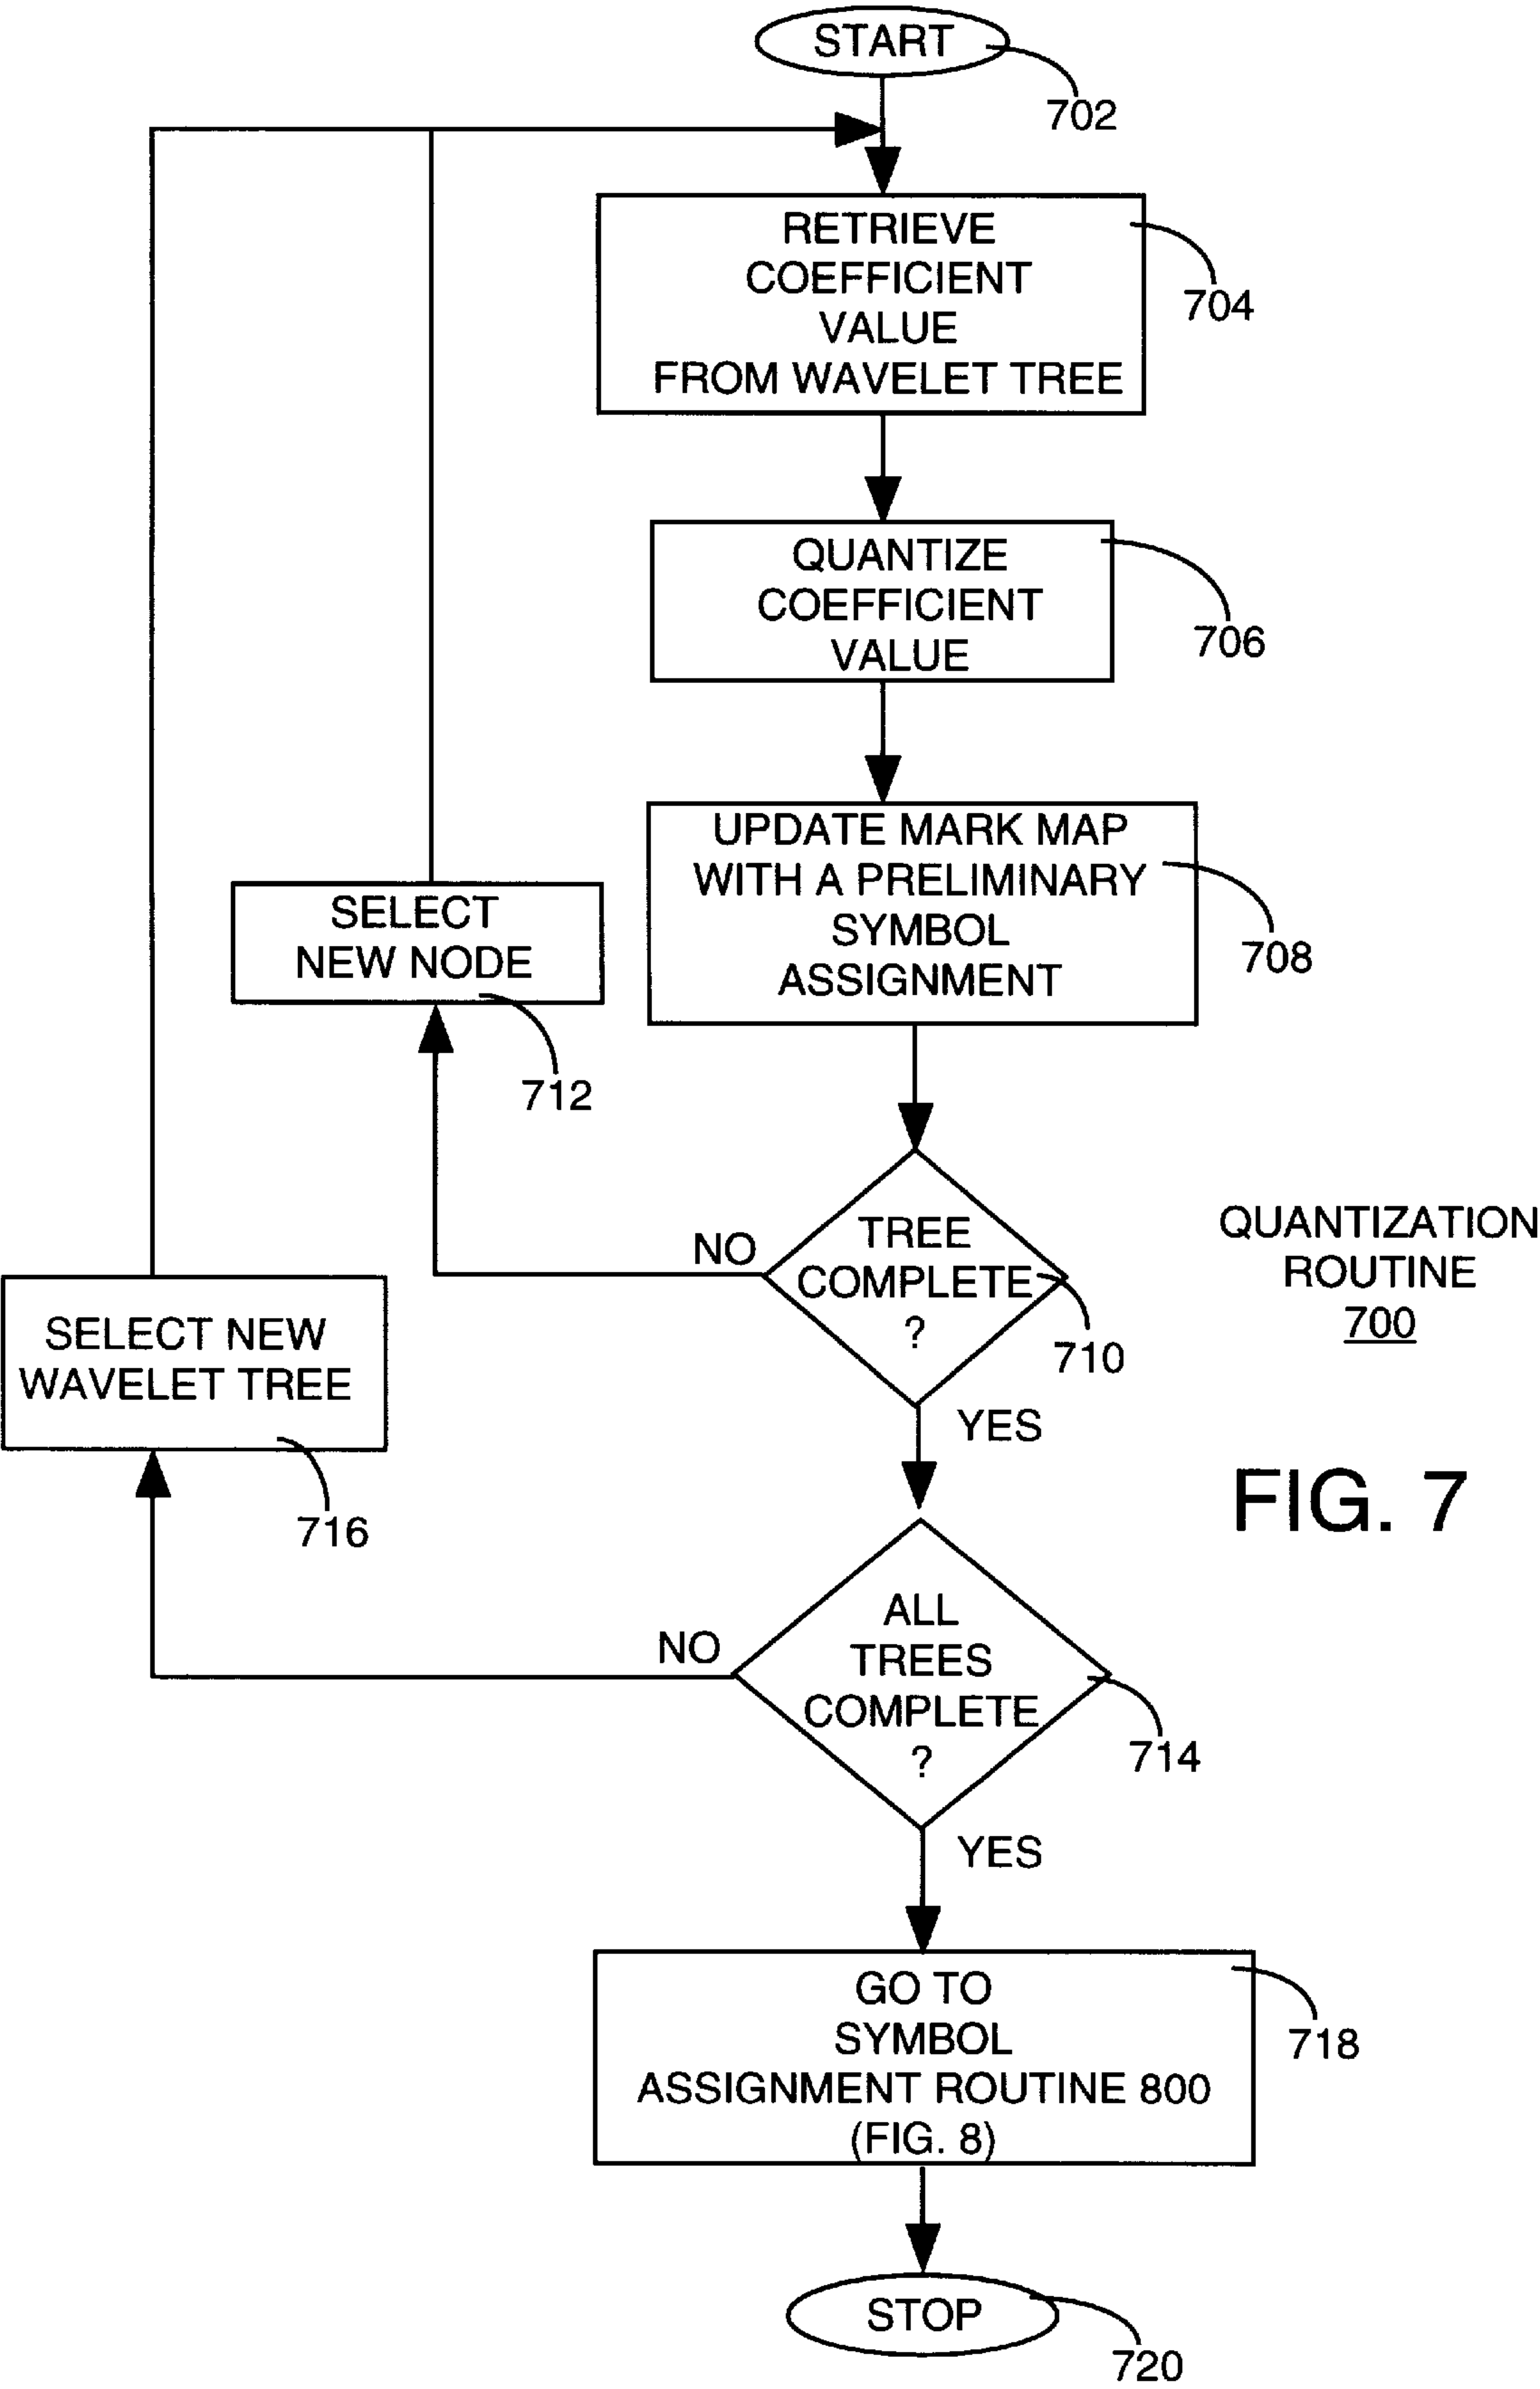 START
702
RETRIEVE
COEFFICIENT
VALUE
FROM WAVELET TREE
704
QUANTIZE
COEFFICIENT
VALUE
706
UPDATE MARK MAP
WITH A PRELIMINARY
SYMBOL
ASSIGNMENT
708
SELECT
NEW NODE
712
NO
TREE
COMPLETE
?
710
YES
QUANTIZATION
ROUTINE
700
SELECT NEW
WAVELET TREE
716
FIG. 7
NO
ALL
TREES
COMPLETE
?
714
YES
GO TO
SYMBOL
ASSIGNMENT ROUTINE 800
(FIG. 8)
718
STOP
720